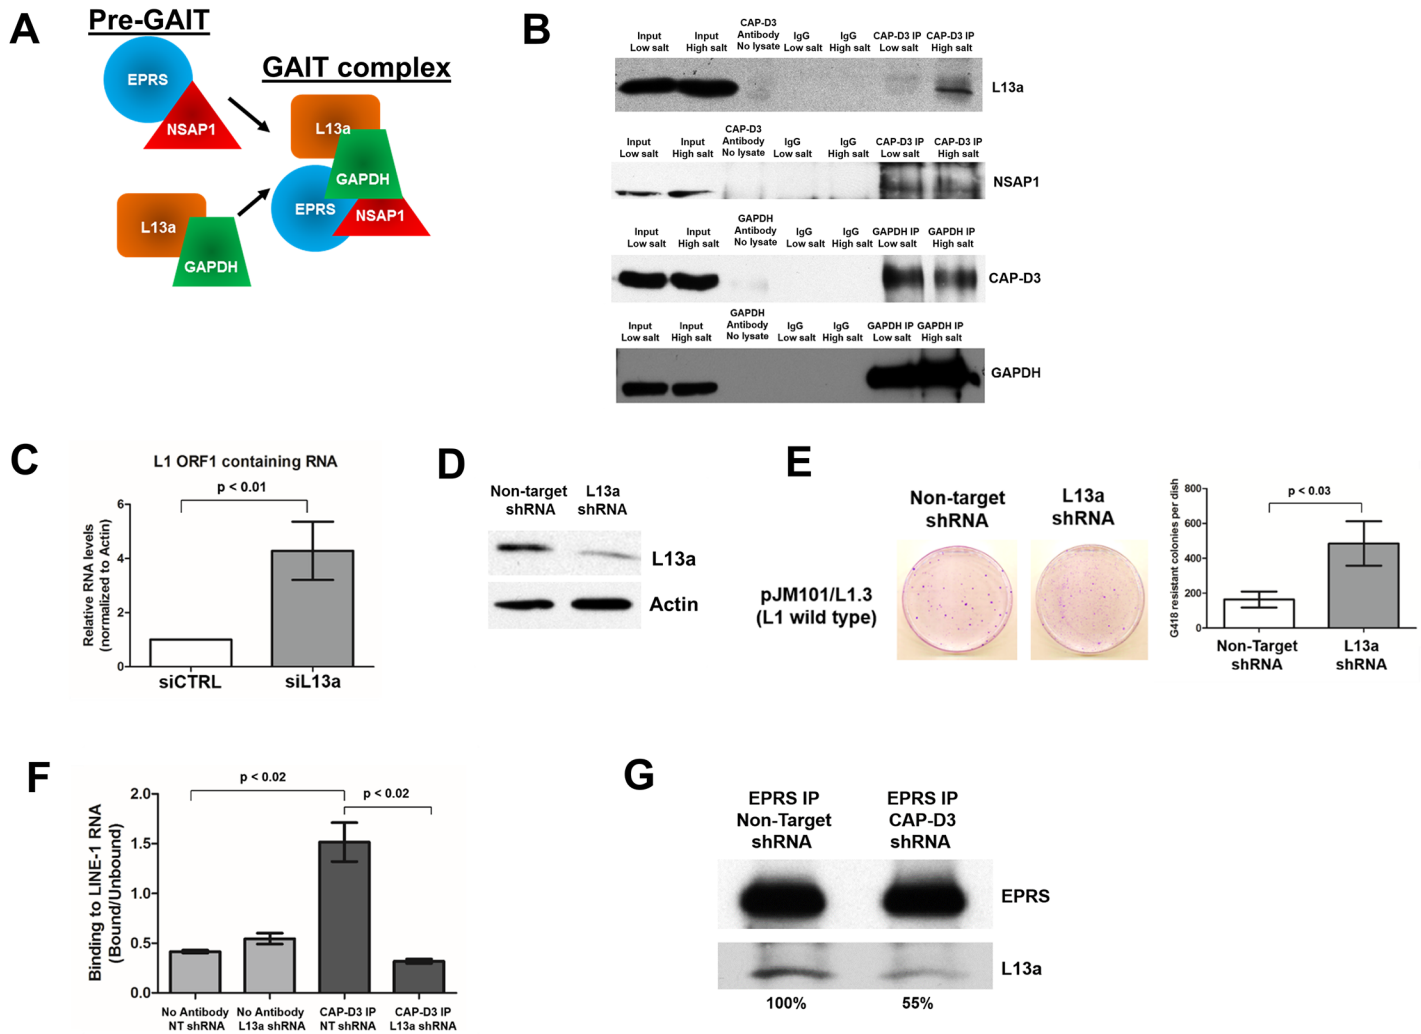 A
Pre-GAIT
EPRS
NSAP1
L13a
GAPDH
GAIT complex
L13a
GAPDH
EPRS
NSAP1
B
Input
Low salt
Input
High salt
CAP-D3
Antibody
No lysate
IgG
Low salt
IgG
High salt
CAP-D3 IP
Low salt
CAP-D3 IP
High salt
L13a
Input
Low salt
Input
High salt
CAP-D3
Antibody
No lysate
IgG
Low salt
IgG
High salt
CAP-D3 IP
Low salt
CAP-D3 IP
High salt
NSAP1
Input
Low salt
Input
High salt
GAPDH
Antibody
No lysate
IgG
Low salt
IgG
High salt
GAPDH IP
Low salt
GAPDH IP
High salt
CAP-D3
Input
Low salt
Input
High salt
GAPDH
Antibody
No lysate
IgG
Low salt
IgG
High salt
GAPDH IP
Low salt
GAPDH IP
High salt
GAPDH
C
L1 ORF1 containing RNA
p < 0.01
Relative RNA levels
(normalized to Actin)
6
4
2
0
siCTRL
siL13a
D
Non-target
shRNA
L13a
shRNA
L13a
Actin
E
Non-target
shRNA
L13a
shRNA
pJM101/L1.3
(L1 wild type)
G418 resistant colonies per dish
800
600
400
200
0
p < 0.03
Non-Target
shRNA
L13a
shRNA
F
p < 0.02
p < 0.02
Binding to LINE-1 RNA
(Bound/Unbound)
2.0
1.5
1.0
0.5
0.0
No Antibody
NT shRNA
No Antibody
L13a shRNA
CAP-D3 IP
NT shRNA
CAP-D3 IP
L13a shRNA
G
EPRS IP
Non-Target
shRNA
EPRS IP
CAP-D3
shRNA
EPRS
L13a
100%
55%